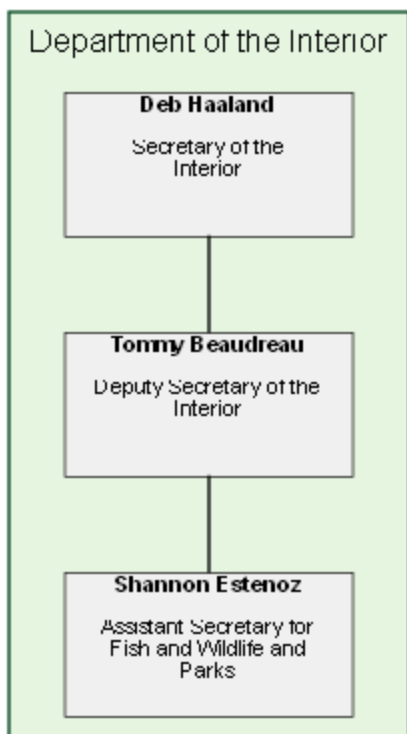 Department of the Interior
Deb Haaland
Secretary of the
Interior
Tommy Beaudreau
Deputy Secretary of the
Interior
Shannon Estenoz
Assistant Secretary for
Fish and Wildlife and
Parks